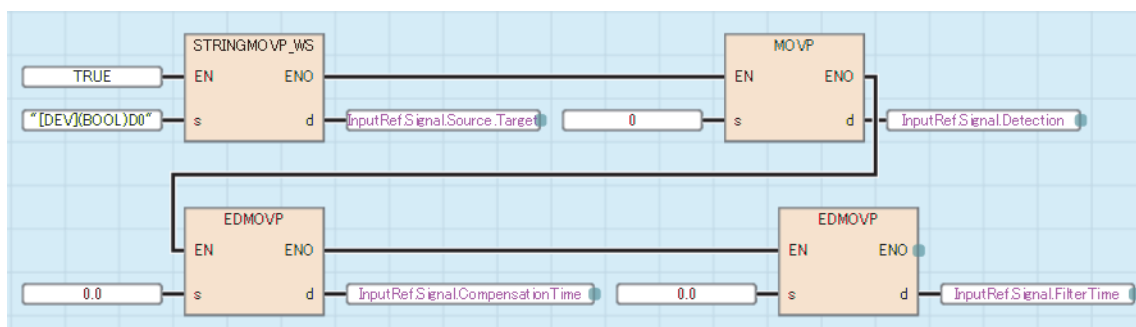 STRINGMOVP_WS
MOVP
TRUE
EN
ENO
EN
ENO
"[DEV](BOOL)D0"
s
d
InputRef.Signal.Source.Target
0
s
d
InputRef.Signal.Detection
EDMOVP
EDMOVP
EN
ENO
EN
ENO
0.0
s
d
InputRef.Signal.CompensationTime
0.0
s
d
InputRef.Signal.FilterTime